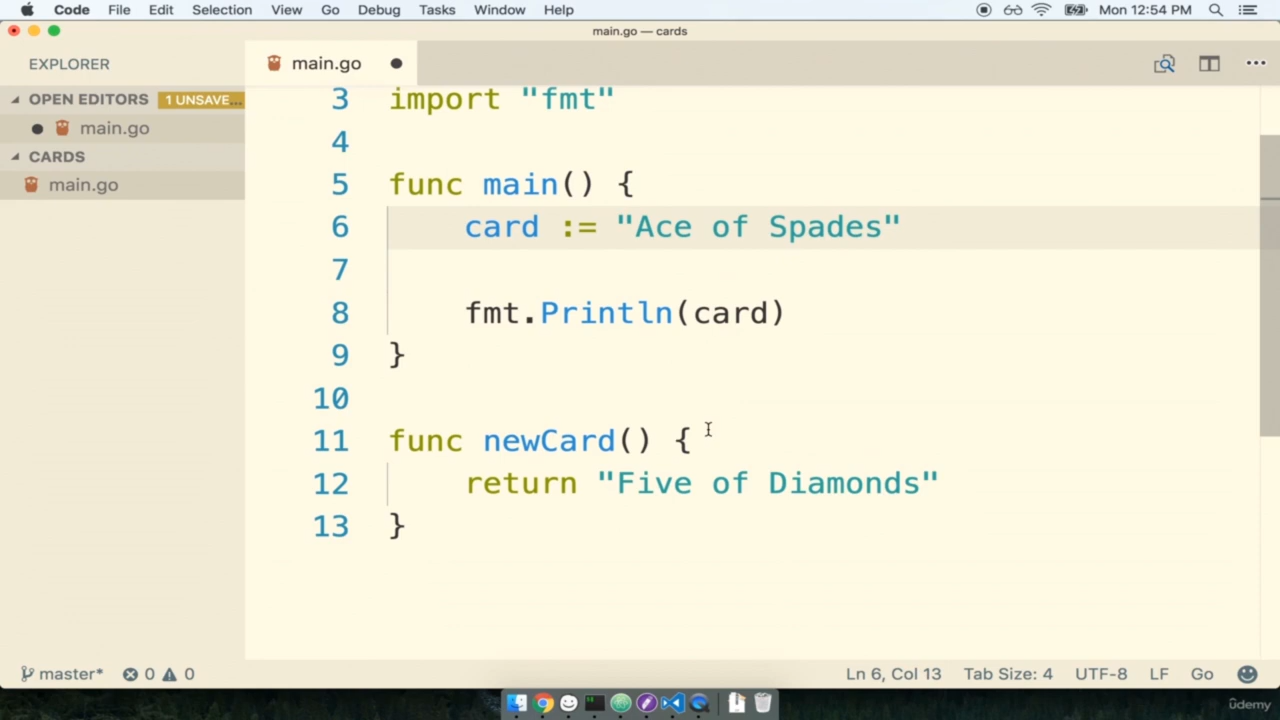 Code File Edit Selection View Go Debug Tasks Window Help Mon 12:54 PM
main.go — cards
EXPLORER
main.go
OPEN EDITORS 1 UNSAVE...
main.go
CARDS
main.go
3 import "fmt"
4
5 func main() {
6 card := "Ace of Spades"
7
8 fmt.Println(card)
9 }
10
11 func newCard() {
12 return "Five of Diamonds"
13 }
master* 0 0 Ln 6, Col 13 Tab Size: 4 UTF-8 LF Go
ûdemy